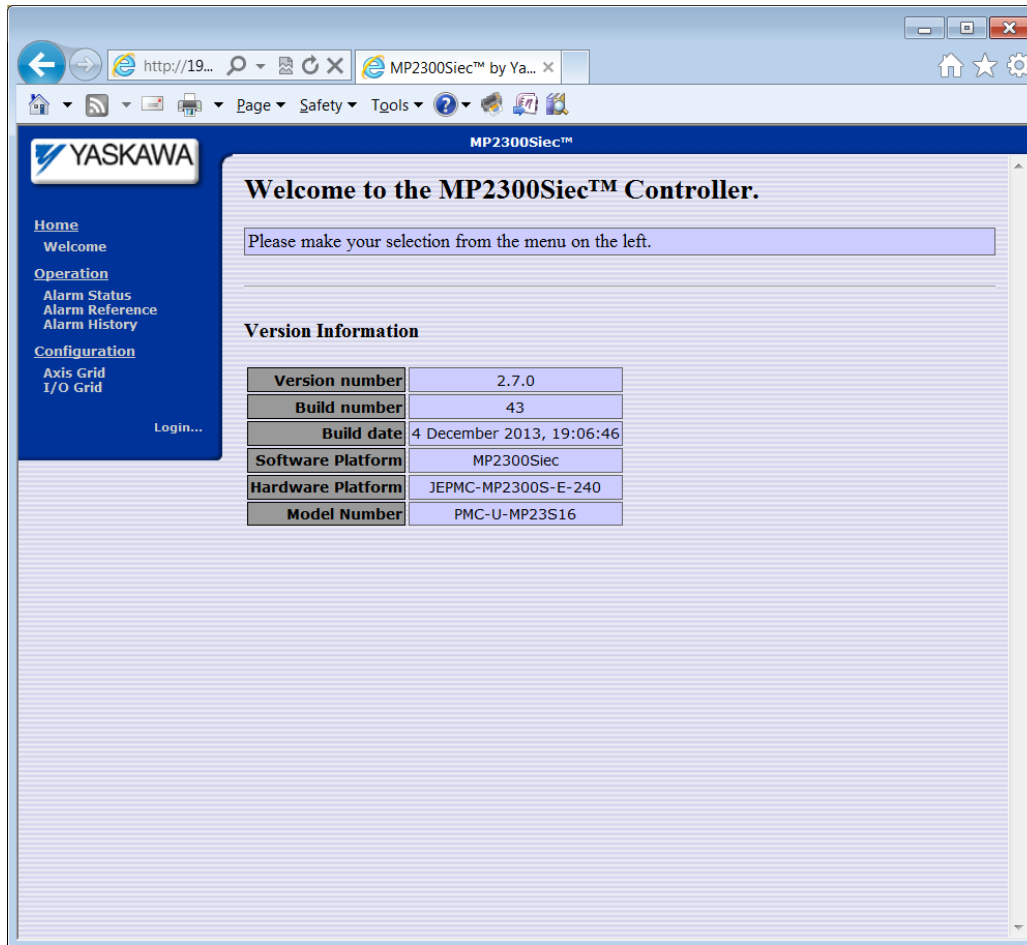 http://19...
MP2300Siec™ by Ya...
Page Safety Tools
YASKAWA
MP2300Siec™
Home
Welcome
Operation
Alarm Status
Alarm Reference
Alarm History
Configuration
Axis Grid
I/O Grid
Login...
Welcome to the MP2300Siec™ Controller.
Please make your selection from the menu on the left.
Version Information
Version number 2.7.0
Build number 43
Build date 4 December 2013, 19:06:46
Software Platform MP2300Siec
Hardware Platform JEPMC-MP2300S-E-240
Model Number PMC-U-MP23S16